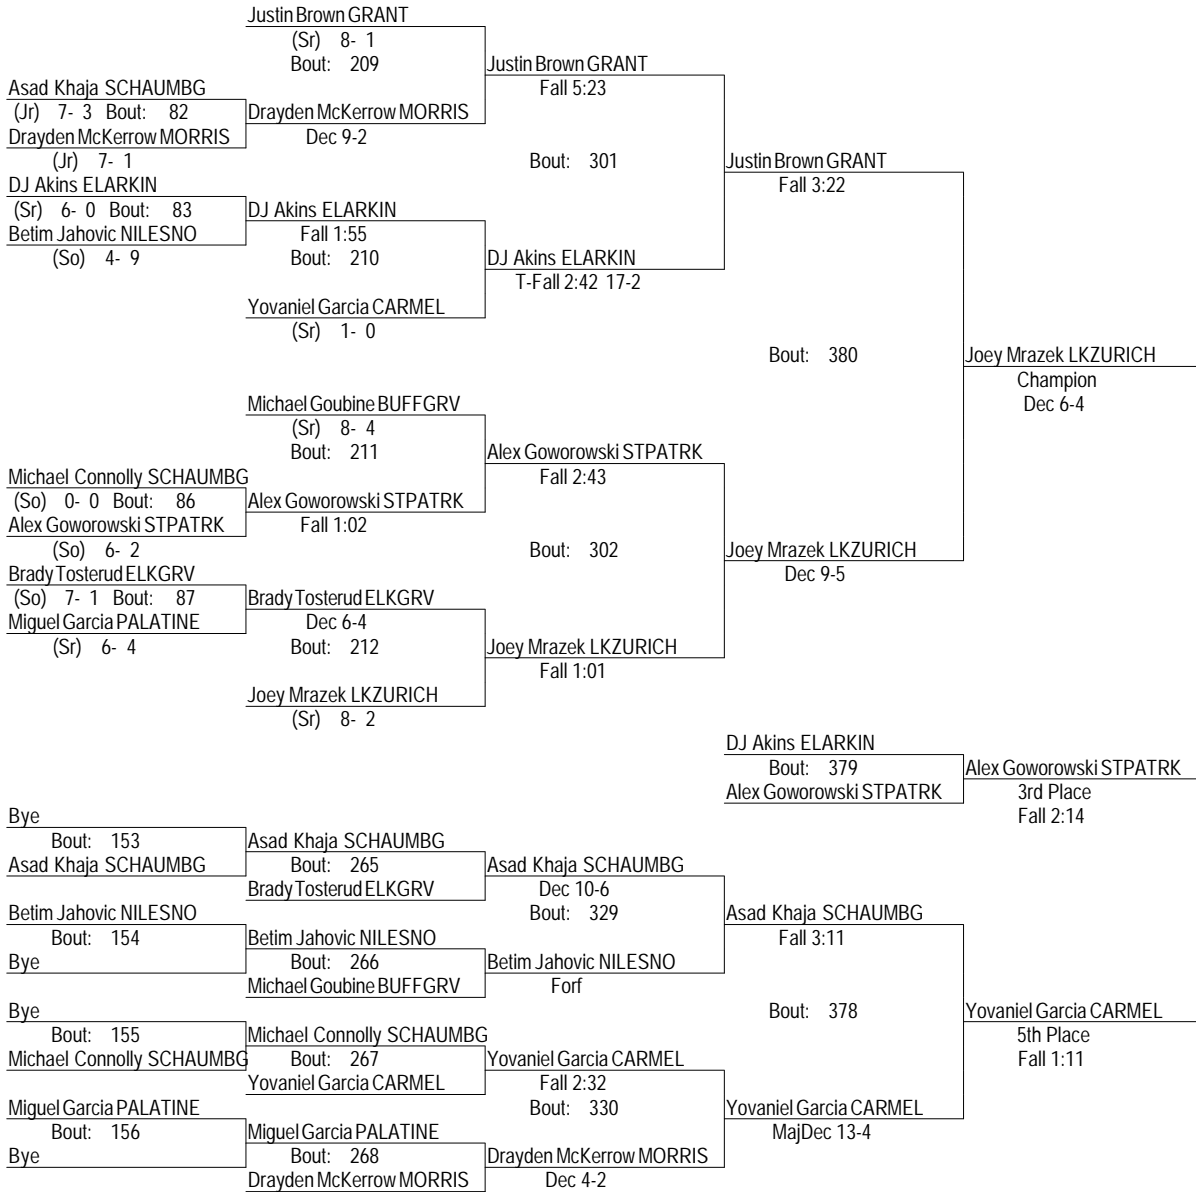 Justin Brown GRANT
(Sr) 8- 1
Bout: 209
Justin Brown GRANT
Fall 5:23
Asad Khaja SCHAUMBG
(Jr) 7- 3 Bout: 82
Drayden McKerrow MORRIS
Drayden McKerrow MORRIS
Dec 9-2
(Jr) 7- 1
Bout: 301
Justin Brown GRANT
Fall 3:22
DJ Akins ELARKIN
(Sr) 6- 0 Bout: 83
DJ Akins ELARKIN
Betim Jahovic NILESNO
Fall 1:55
(So) 4- 9
Bout: 210
DJ Akins ELARKIN
T-Fall 2:42 17-2
Yovaniel Garcia CARMEL
(Sr) 1- 0
Bout: 380
Joey Mrazek LKZURICH
Champion
Dec 6-4
Michael Goubine BUFFGRV
(Sr) 8- 4
Bout: 211
Alex Goworowski STPATRK
Fall 2:43
Michael Connolly SCHAUMBG
(So) 0- 0 Bout: 86
Alex Goworowski STPATRK
Alex Goworowski STPATRK
Fall 1:02
(So) 6- 2
Bout: 302
Joey Mrazek LKZURICH
Dec 9-5
Brady Tosterud ELKGRV
(So) 7- 1 Bout: 87
Brady Tosterud ELKGRV
Miguel Garcia PALATINE
Dec 6-4
(Sr) 6- 4
Bout: 212
Joey Mrazek LKZURICH
Fall 1:01
Joey Mrazek LKZURICH
(Sr) 8- 2
DJ Akins ELARKIN
Bout: 379
Alex Goworowski STPATRK
Alex Goworowski STPATRK
3rd Place
Fall 2:14
Bye
Bout: 153
Asad Khaja SCHAUMBG
Asad Khaja SCHAUMBG
Bout: 265
Asad Khaja SCHAUMBG
Brady Tosterud ELKGRV
Dec 10-6
Betim Jahovic NILESNO
Bout: 329
Asad Khaja SCHAUMBG
Bout: 154
Betim Jahovic NILESNO
Fall 3:11
Bye
Bout: 266
Betim Jahovic NILESNO
Michael Goubine BUFFGRV
Forf
Bye
Bout: 378
Yovaniel Garcia CARMEL
Bout: 155
Michael Connolly SCHAUMBG
5th Place
Michael Connolly SCHAUMBG
Bout: 267
Yovaniel Garcia CARMEL
Fall 1:11
Yovaniel Garcia CARMEL
Fall 2:32
Miguel Garcia PALATINE
Bout: 330
Yovaniel Garcia CARMEL
Bout: 156
Miguel Garcia PALATINE
MajDec 13-4
Bye
Bout: 268
Drayden McKerrow MORRIS
Drayden McKerrow MORRIS
Dec 4-2